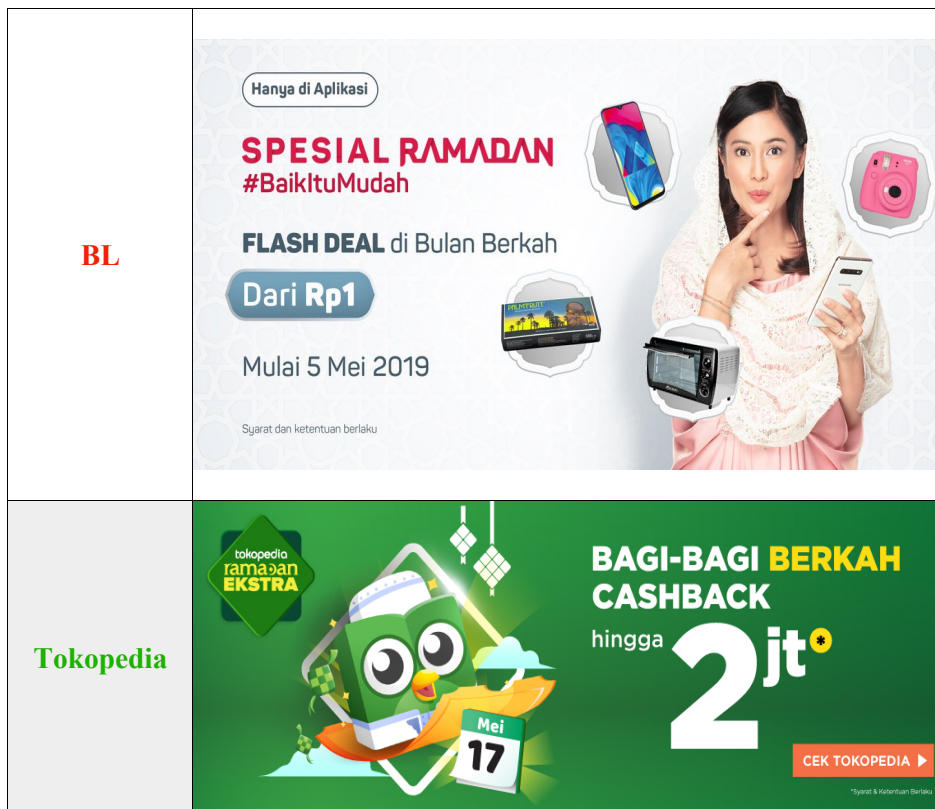 BL
Hanya di Aplikasi
SPESIAL RAMADAN
#BaikItuMudah
FLASH DEAL di Bulan Berkah
Dari Rp1
Mulai 5 Mei 2019
Syarat dan ketentuan berlaku
PALMFRUIT
SAMSUNG
Tokopedia
tokopedia
ramadan
EKSTRA
BAGI-BAGI BERKAH
CASHBACK
hingga
2jt*
Mei
17
CEK TOKOPEDIA
*Syarat & Ketentuan Berlaku